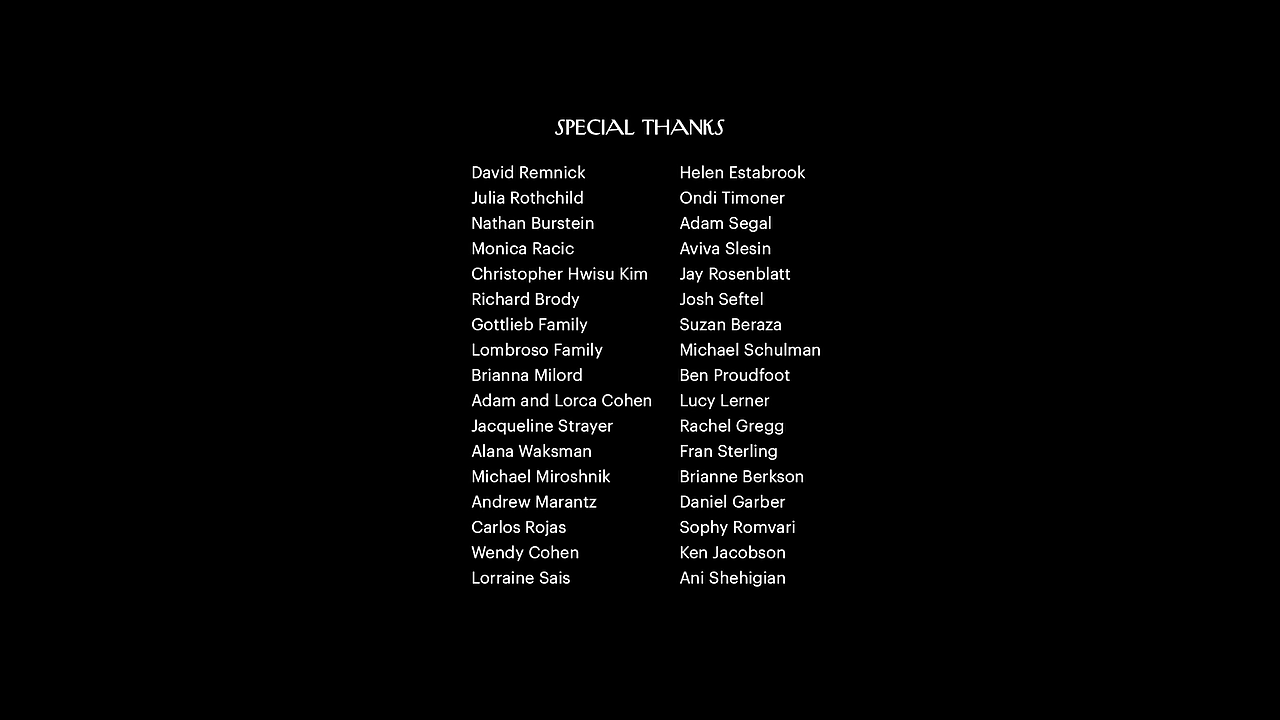 SPECIAL THANKS
David Remnick
Julia Rothchild
Nathan Burstein
Monica Racic
Christopher Hwisu Kim
Richard Brody
Gottlieb Family
Lombroso Family
Brianna Milord
Adam and Lorca Cohen
Jacqueline Strayer
Alana Waksman
Michael Miroshnik
Andrew Marantz
Carlos Rojas
Wendy Cohen
Lorraine Sais
Helen Estabrook
Ondi Timoner
Adam Segal
Aviva Slesin
Jay Rosenblatt
Josh Seftel
Suzan Beraza
Michael Schulman
Ben Proudfoot
Lucy Lerner
Rachel Gregg
Fran Sterling
Brianne Berkson
Daniel Garber
Sophy Romvari
Ken Jacobson
Ani Shehigian